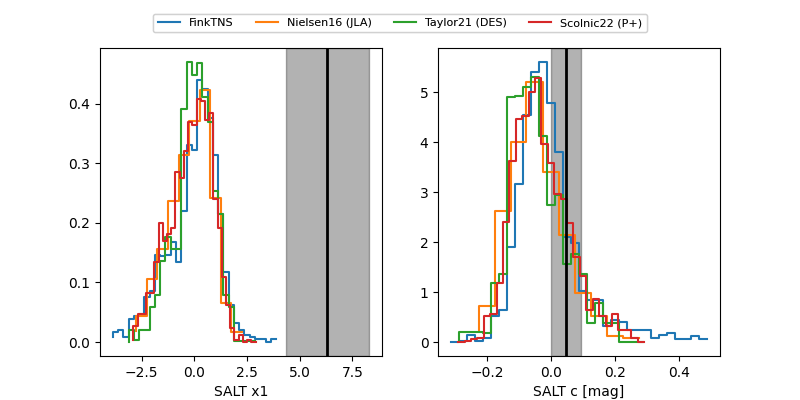 FinkTNS Nielsen16 (JLA) Taylor21 (DES) Scolnic22 (P+)
0.4
0.3
0.2
0.1
0.0
−2.5 0.0 2.5 5.0 7.5
SALT x1
5
4
3
2
1
0
−0.2 0.0 0.2 0.4
SALT c [mag]